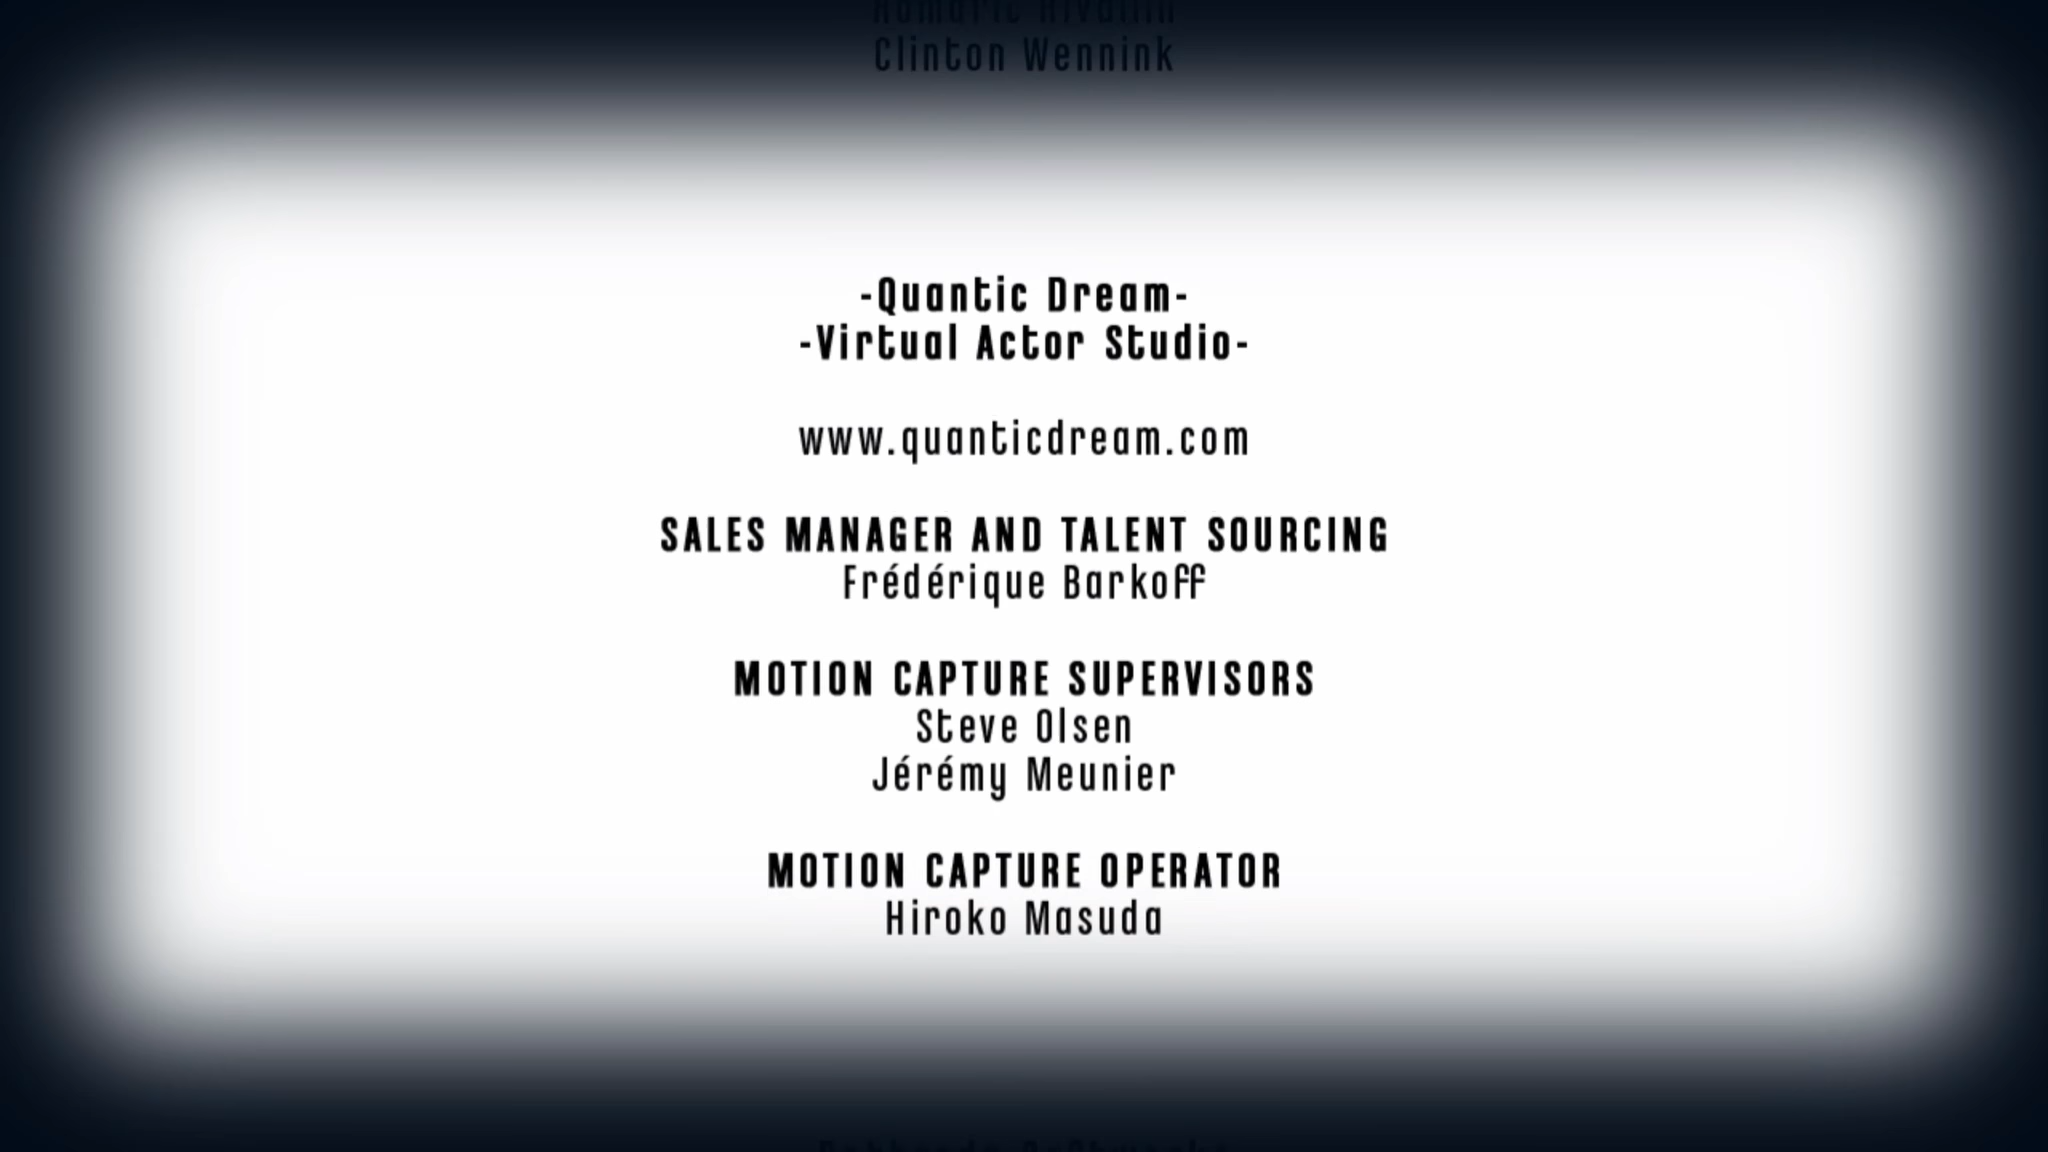 Clinton Wennink
-Quantic Dream-
-Virtual Actor Studio-
www.quanticdream.com
SALES MANAGER AND TALENT SOURCING
Frédérique Barkoff
MOTION CAPTURE SUPERVISORS
Steve Olsen
Jérémy Meunier
MOTION CAPTURE OPERATOR
Hiroko Masuda